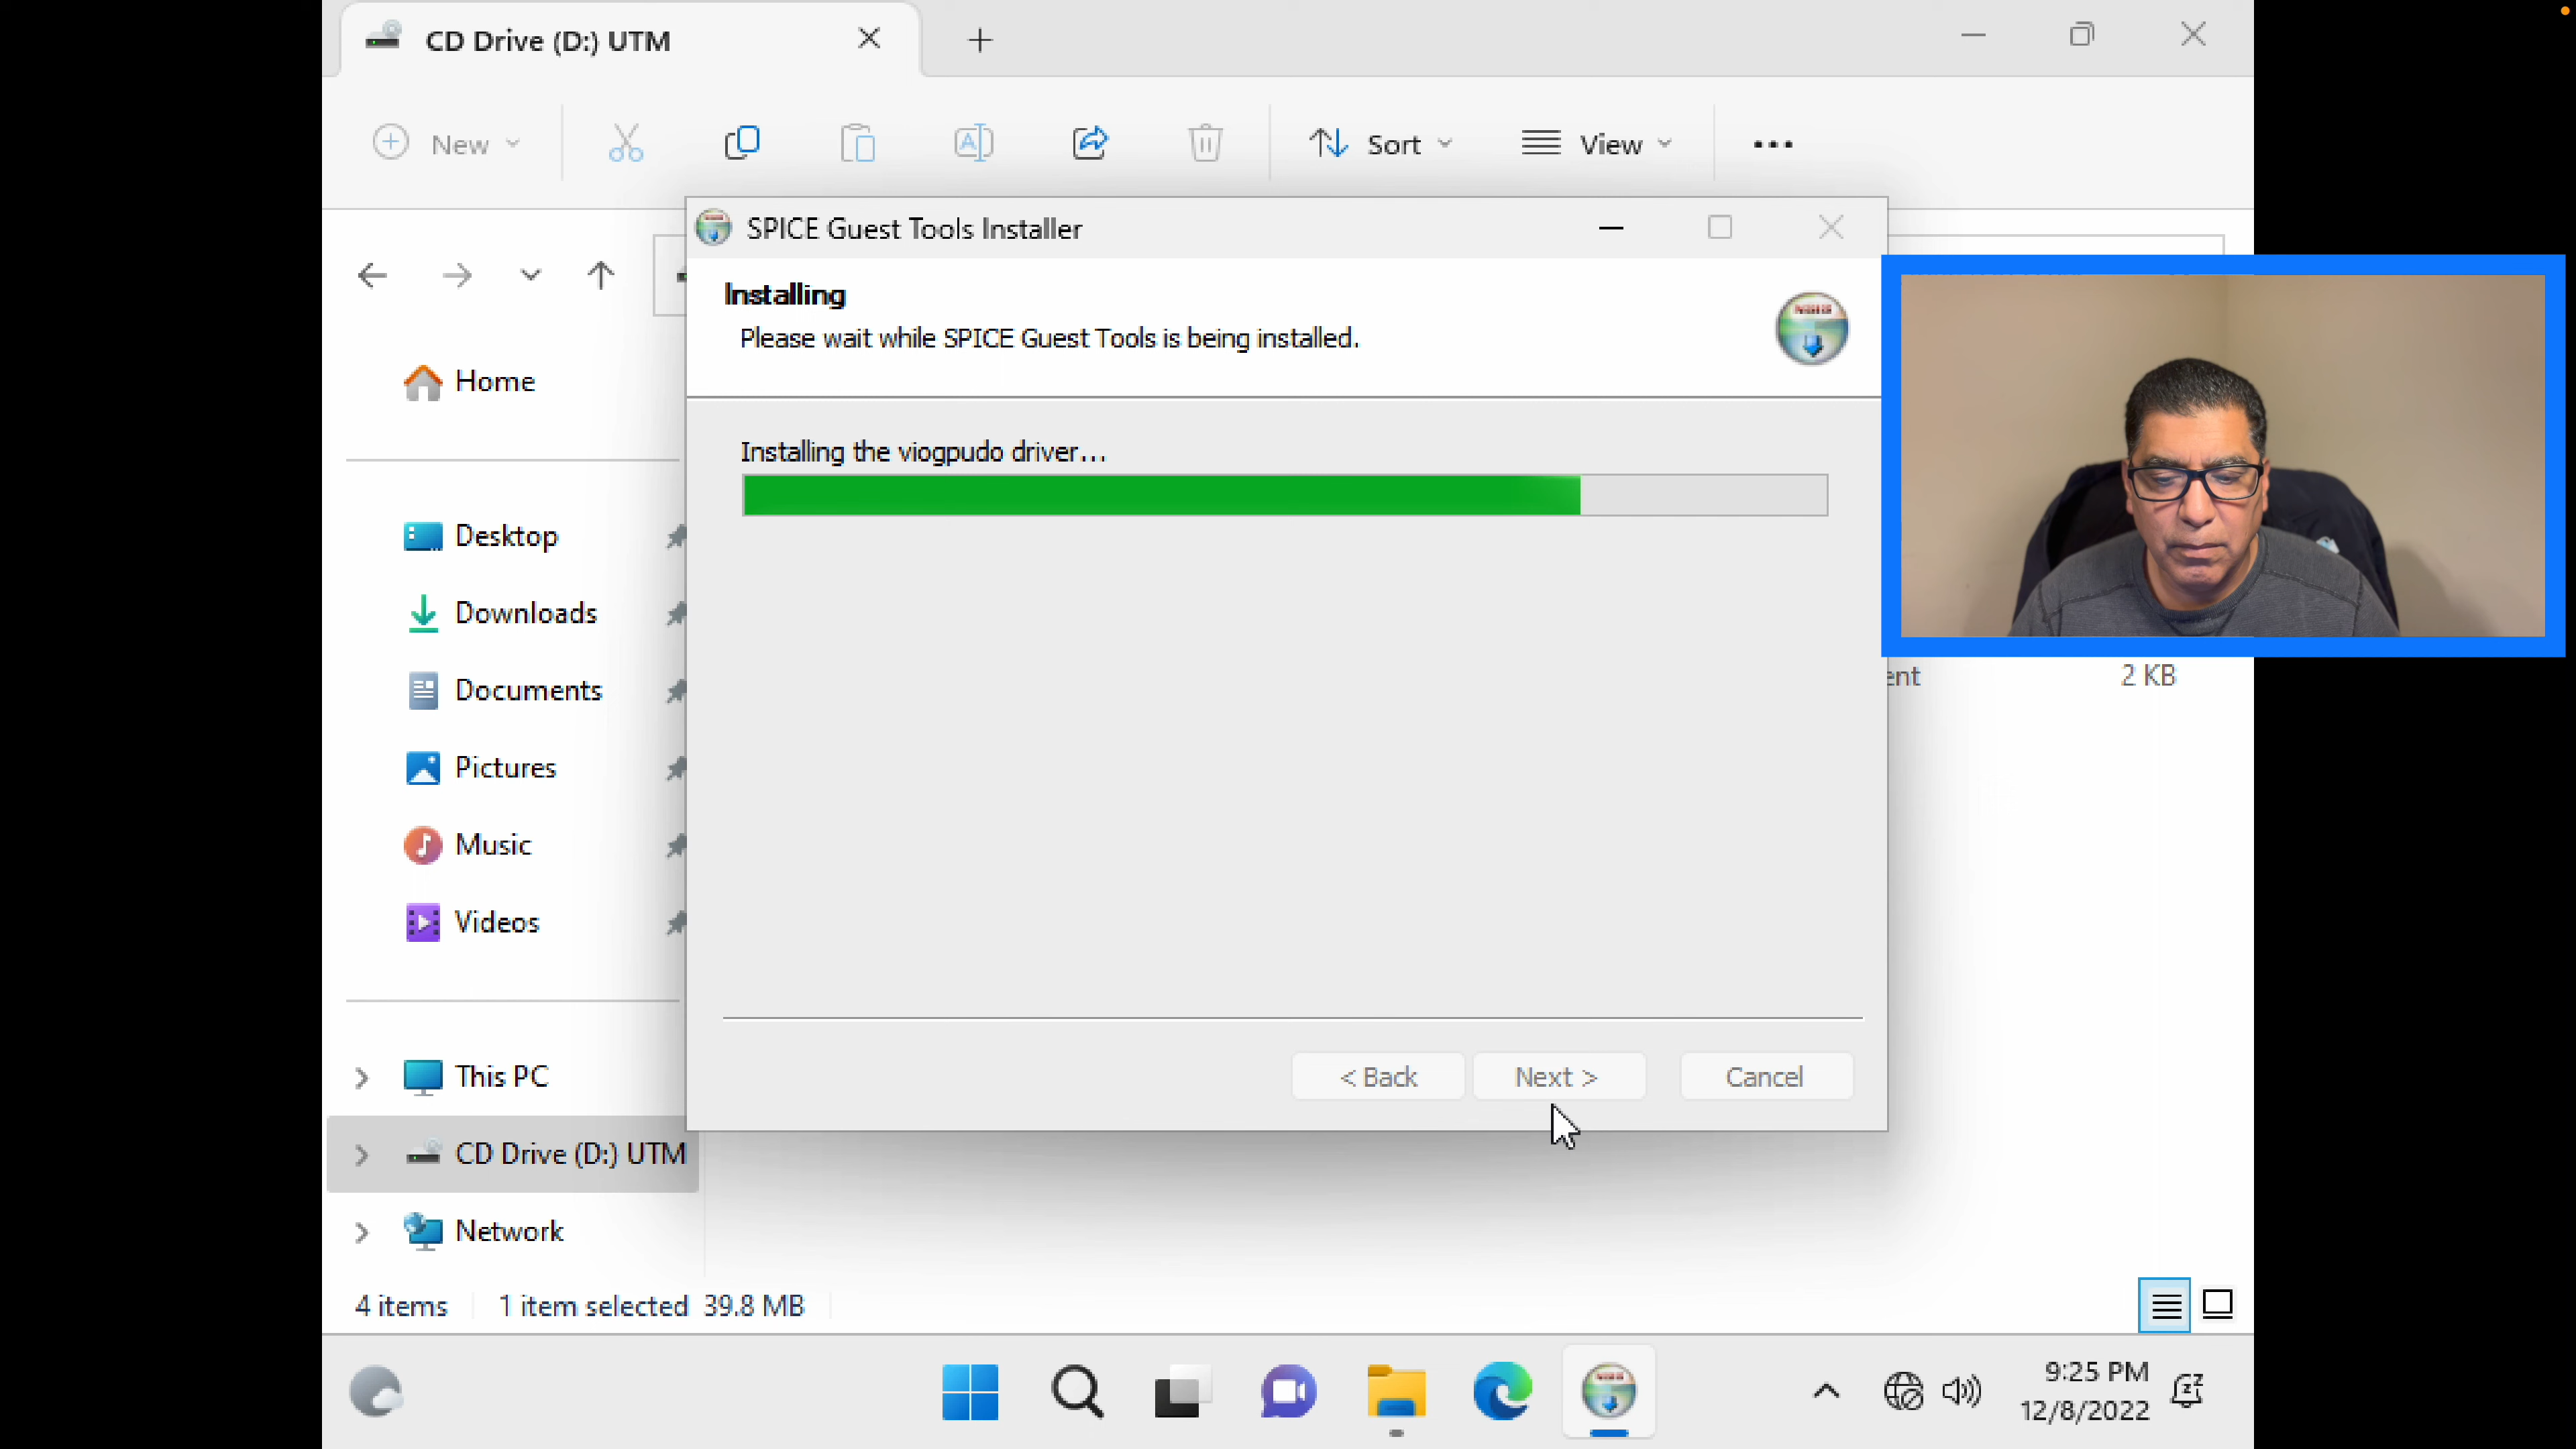 CD Drive (D:) UTM
New
Sort
View
SPICE Guest Tools Installer
Installing
Please wait while SPICE Guest Tools is being installed.
Installing the viogpudo driver...
Home
Desktop
Downloads
Documents
Pictures
Music
Videos
This PC
CD Drive (D:) UTM
Network
ent
2 KB
< Back
Next >
Cancel
4 items
1 item selected 39.8 MB
9:25 PM
12/8/2022